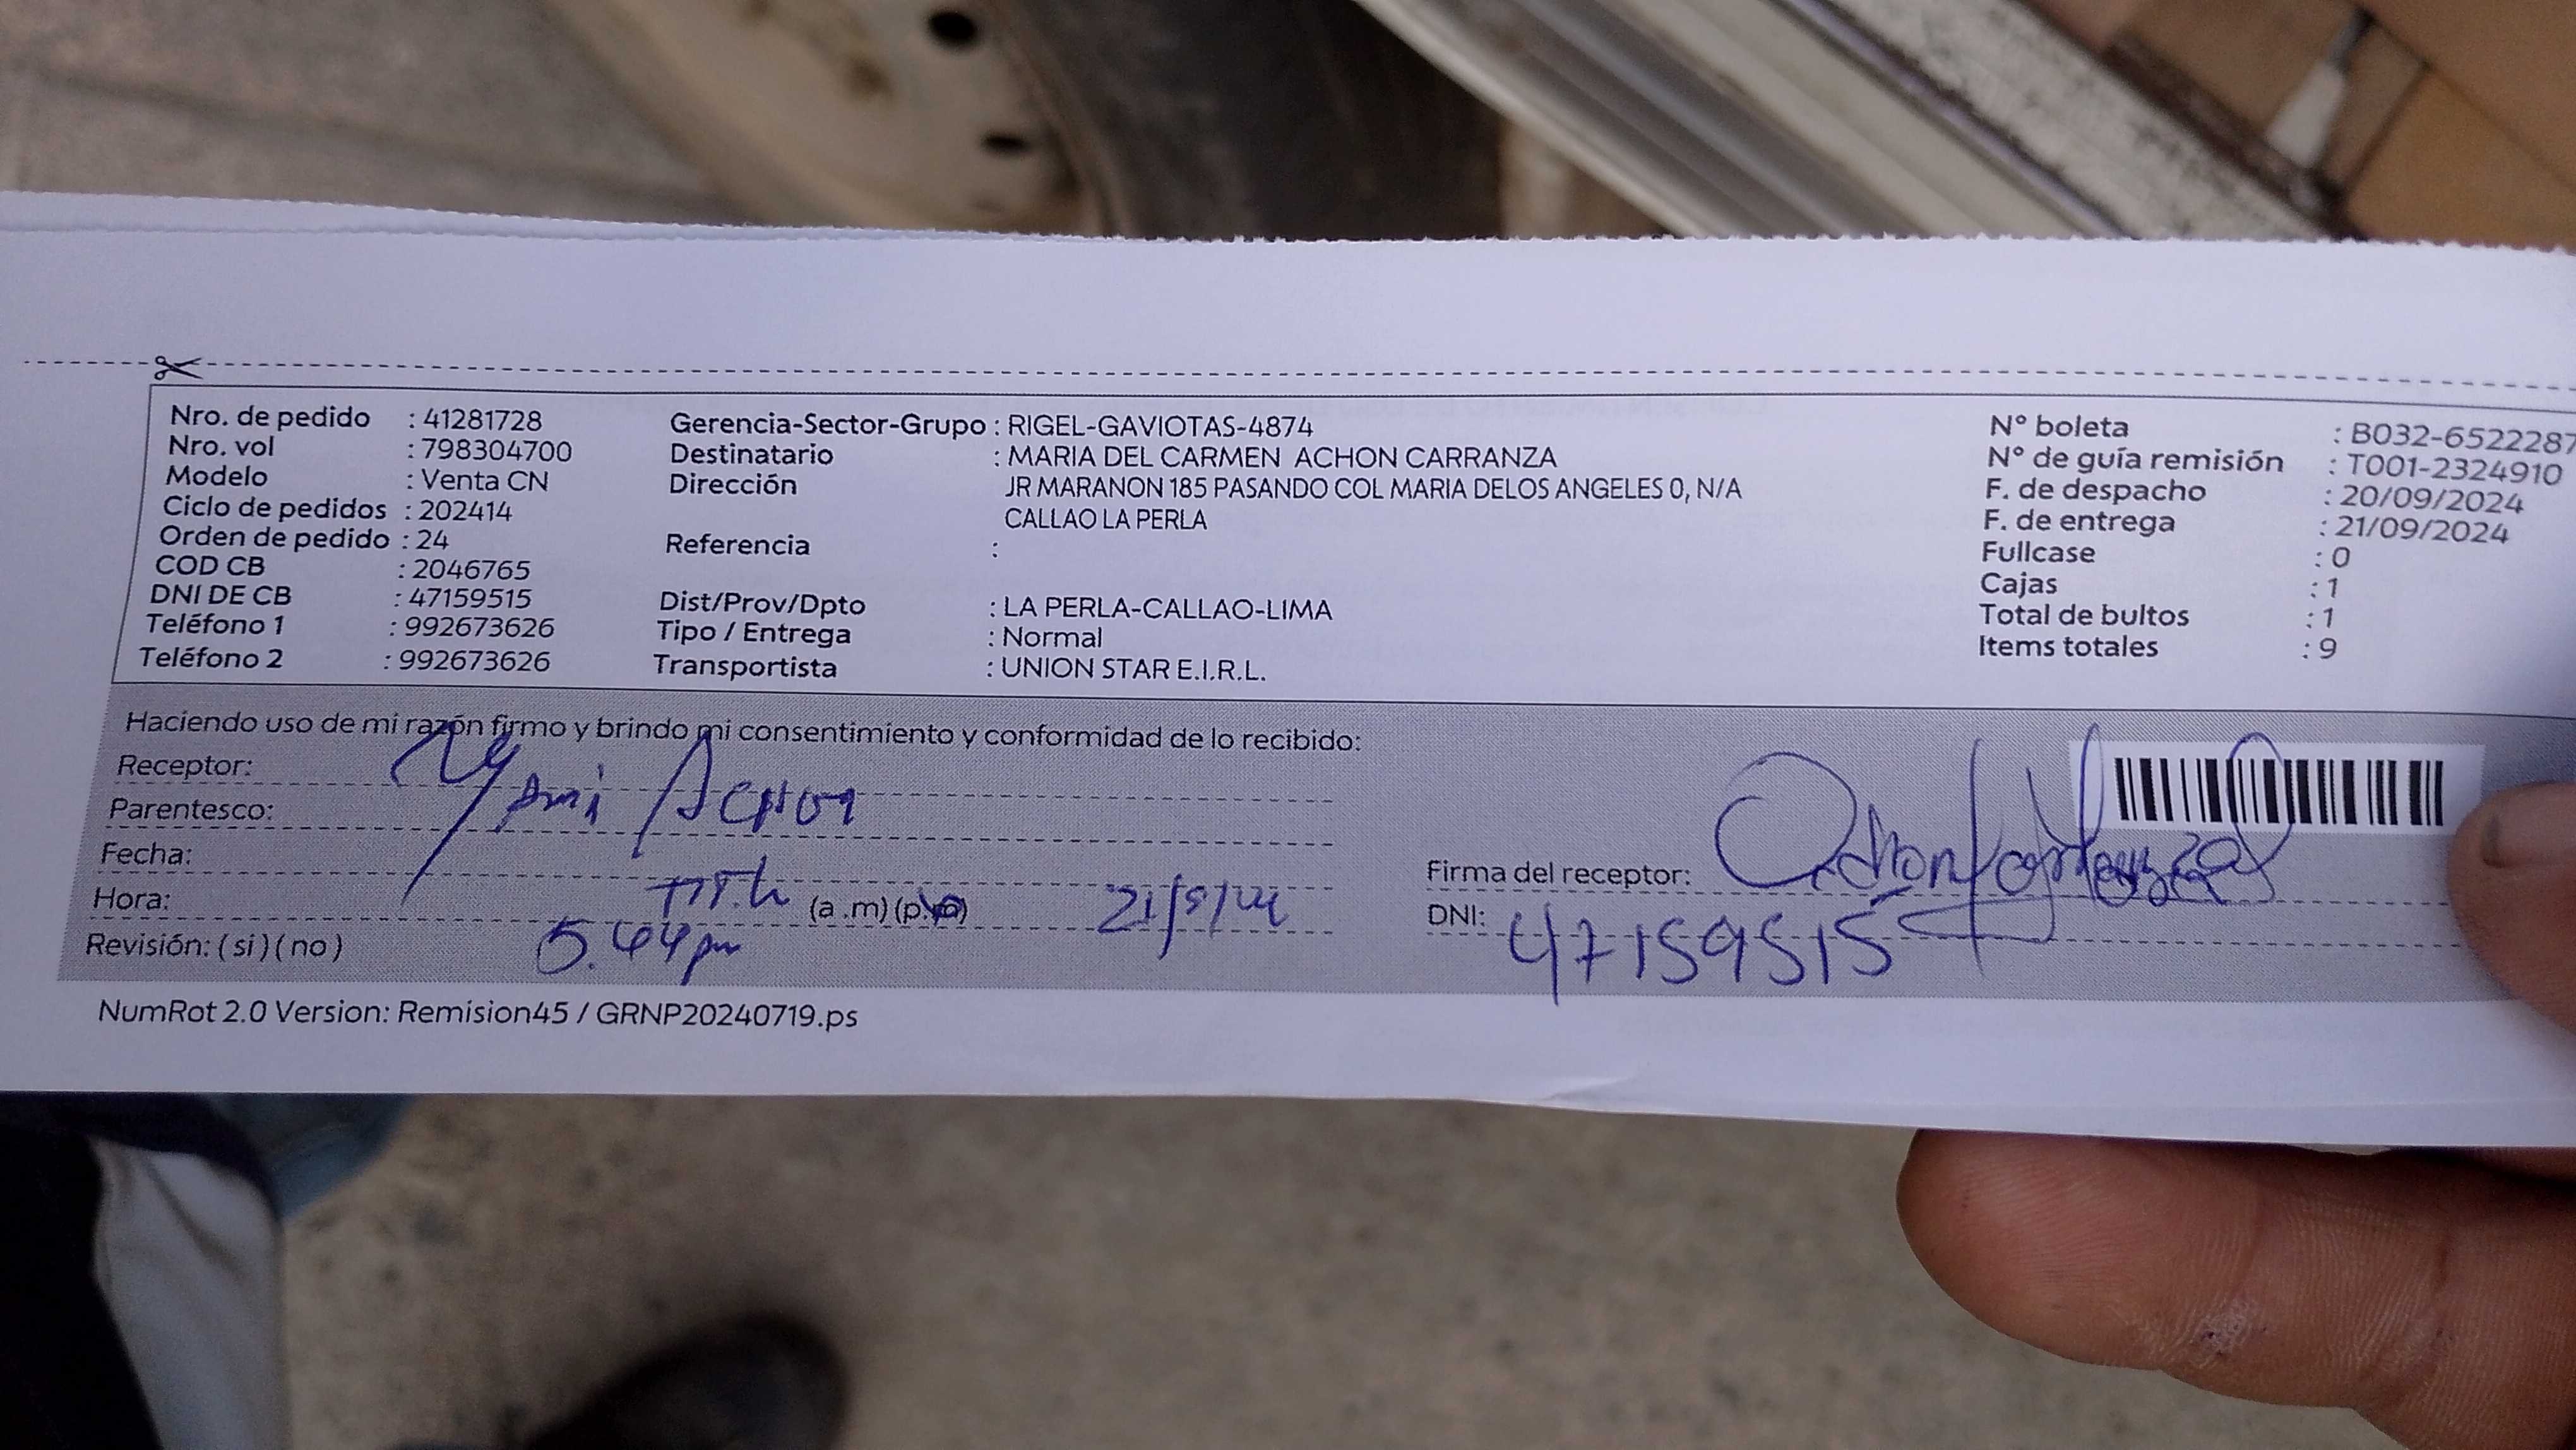 Nro. de pedido : 41281728
Nro. vol : 798304700
Modelo : Venta CN
Ciclo de pedidos : 202414
Orden de pedido : 24
COD CB : 2046765
DNI DE CB : 47159515
Teléfono 1 : 992673626
Teléfono 2 : 992673626
Gerencia-Sector-Grupo : RIGEL-GAVIOTAS-4874
Destinatario : MARIA DEL CARMEN ACHON CARRANZA
Dirección JR MARANON 185 PASANDO COL MARIA DELOS ANGELES 0, N/A
CALLAO LA PERLA
Referencia :
Dist/Prov/Dpto : LA PERLA-CALLAO-LIMA
Tipo / Entrega : Normal
Transportista : UNION STAR E.I.R.L.
N° boleta : B032-6522287
N° de guía remisión : T001-2324910
F. de despacho : 20/09/2024
F. de entrega : 21/09/2024
Fullcase : 0
Cajas : 1
Total de bultos : 1
Items totales : 9
Haciendo uso de mi razón firmo y brindo mi consentimiento y conformidad de lo recibido:
Receptor:
Parentesco: Achon
Fecha:
Hora: (a.m)(p.m)
Revisión: (si)(no) 5.44pm
Firma del receptor:
DNI: 47159515
NumRot 2.0 Version: Remision45 / GRNP20240719.ps